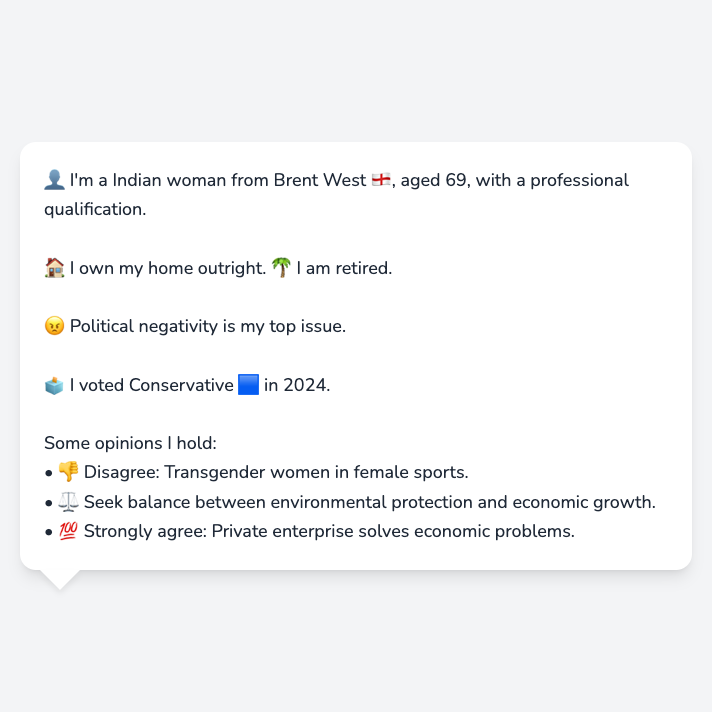 👤 I'm a Indian woman from Brent West 🏴󠁧󠁢󠁥󠁮󠁧󠁿, aged 69, with a professional
qualification.
🏠 I own my home outright. 🌴 I am retired.
😠 Political negativity is my top issue.
🗳️ I voted Conservative 🟦 in 2024.
Some opinions I hold:
• 👎 Disagree: Transgender women in female sports.
• ⚖️ Seek balance between environmental protection and economic growth.
• 💯 Strongly agree: Private enterprise solves economic problems.